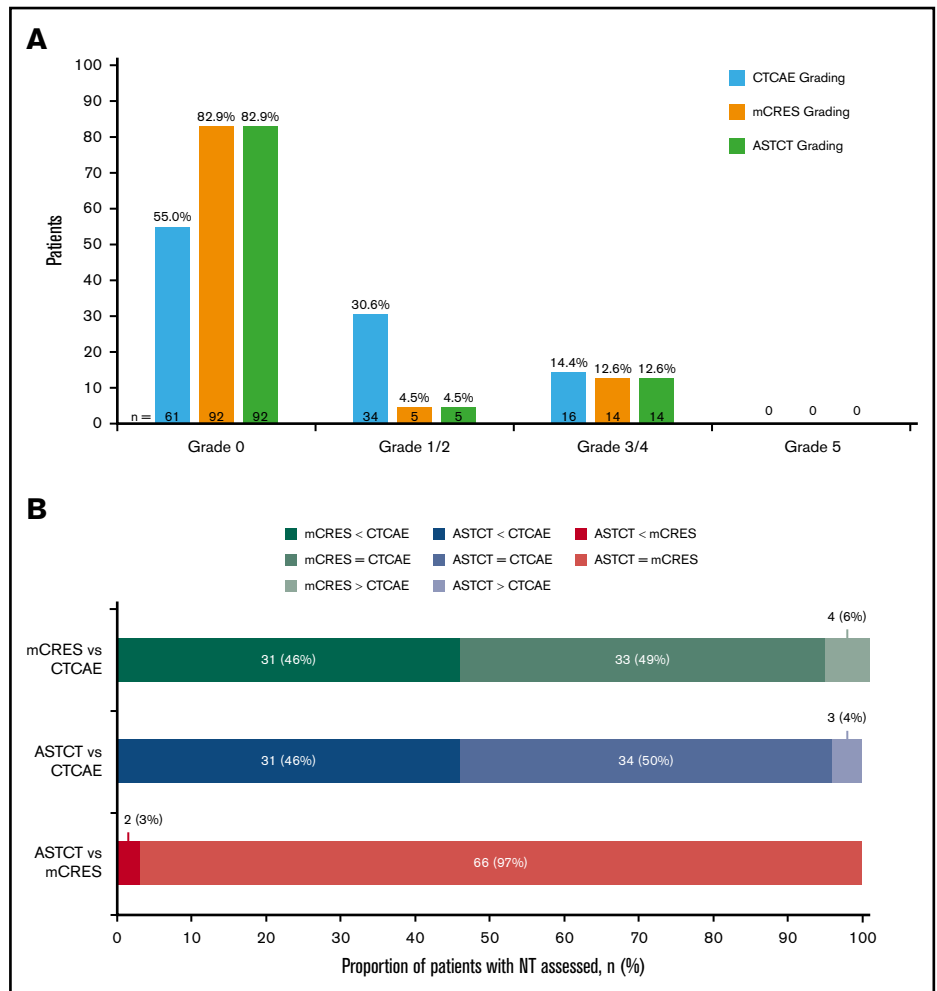 A
100
90
80
70
60
50
40
30
20
10
0
Patients
CTCAE Grading
mCRES Grading
ASTCT Grading
55.0%
82.9%
82.9%
30.6%
4.5%
4.5%
14.4%
12.6%
12.6%
0
0
0
n = 61 92 92 34 5 5 16 14 14
Grade 0 Grade 1/2 Grade 3/4 Grade 5
B
mCRES < CTCAE
mCRES = CTCAE
mCRES > CTCAE
ASTCT < CTCAE
ASTCT = CTCAE
ASTCT > CTCAE
ASTCT < mCRES
ASTCT = mCRES
mCRES vs
CTCAE
31 (46%)
33 (49%)
4 (6%)
ASTCT vs
CTCAE
31 (46%)
34 (50%)
3 (4%)
ASTCT vs
mCRES
2 (3%)
66 (97%)
0 10 20 30 40 50 60 70 80 90 100
Proportion of patients with NT assessed, n (%)